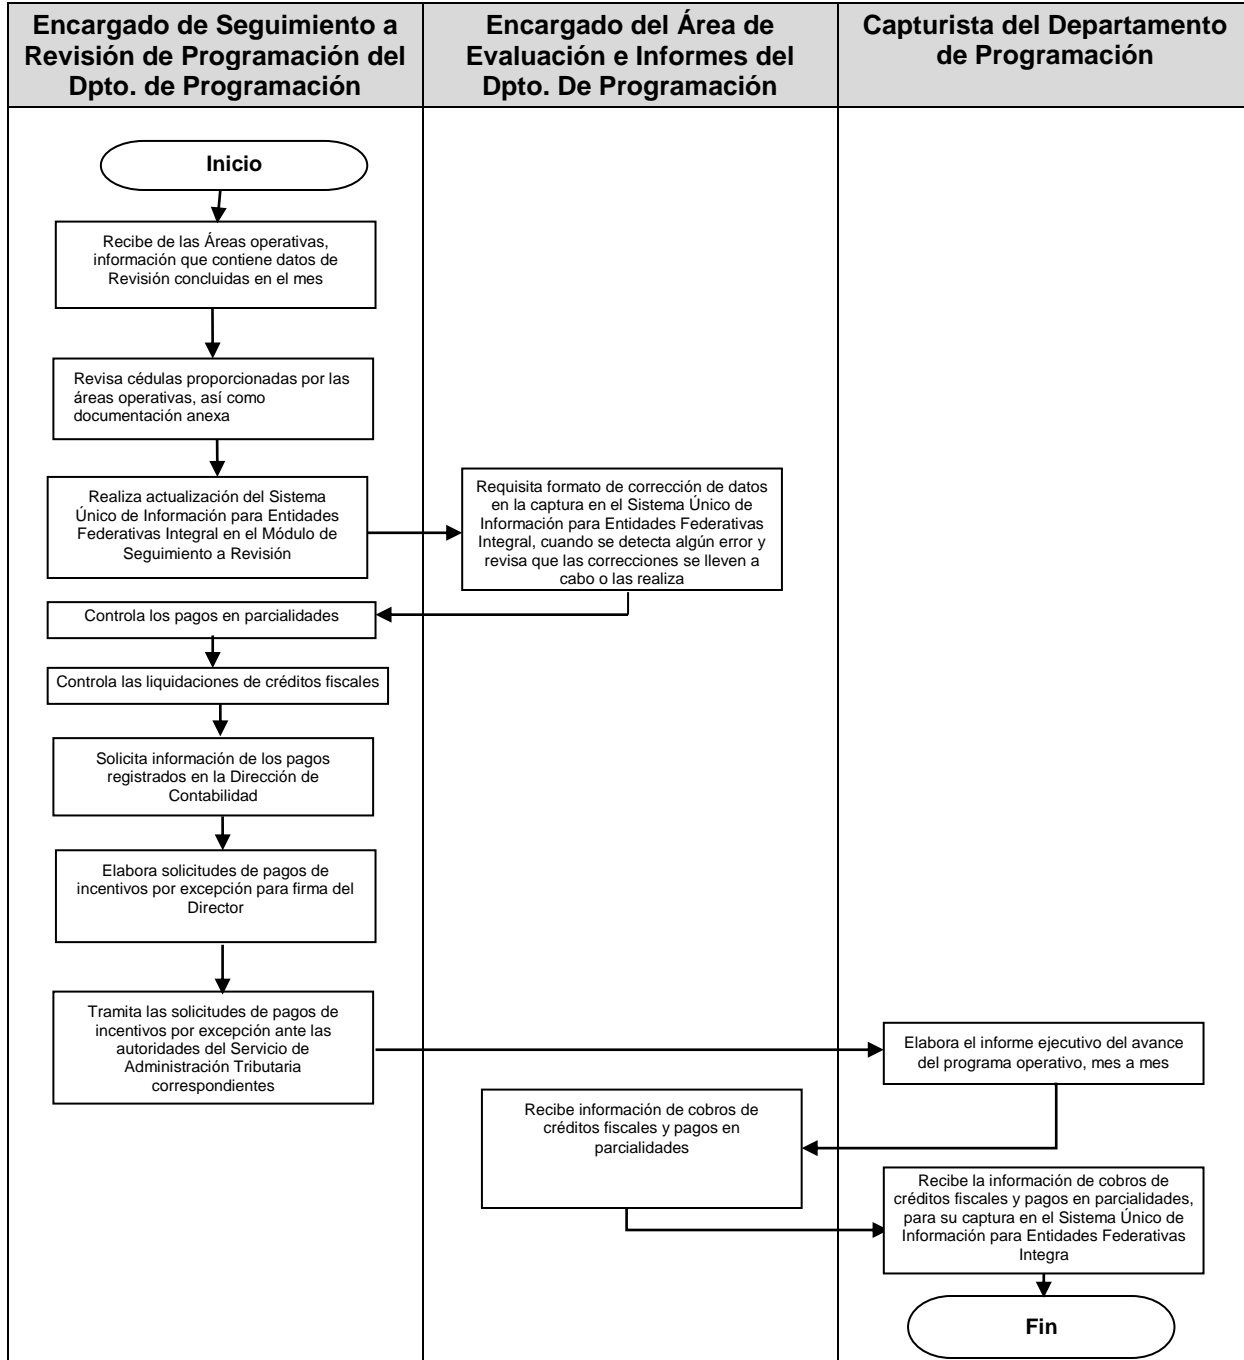 Encargado de Seguimiento a
Revisión de Programación del
Dpto. de Programación
Encargado del Área de
Evaluación e Informes del
Dpto. De Programación
Capturista del Departamento
de Programación
Inicio
Recibe de las Áreas operativas,
información que contiene datos de
Revisión concluidas en el mes
Revisa cédulas proporcionadas por las
áreas operativas, así como
documentación anexa
Realiza actualización del Sistema
Único de Información para Entidades
Federativas Integral en el Módulo de
Seguimiento a Revisión
Requisita formato de corrección de datos
en la captura en el Sistema Único de
Información para Entidades Federativas
Integral, cuando se detecta algún error y
revisa que las correcciones se lleven a
cabo o las realiza
Controla los pagos en parcialidades
Controla las liquidaciones de créditos fiscales
Solicita información de los pagos
registrados en la Dirección de
Contabilidad
Elabora solicitudes de pagos de
incentivos por excepción para firma del
Director
Tramita las solicitudes de pagos de
incentivos por excepción ante las
autoridades del Servicio de
Administración Tributaria
correspondientes
Elabora el informe ejecutivo del avance
del programa operativo, mes a mes
Recibe información de cobros de
créditos fiscales y pagos en
parcialidades
Recibe la información de cobros de
créditos fiscales y pagos en parcialidades,
para su captura en el Sistema Único de
Información para Entidades Federativas
Integra
Fin